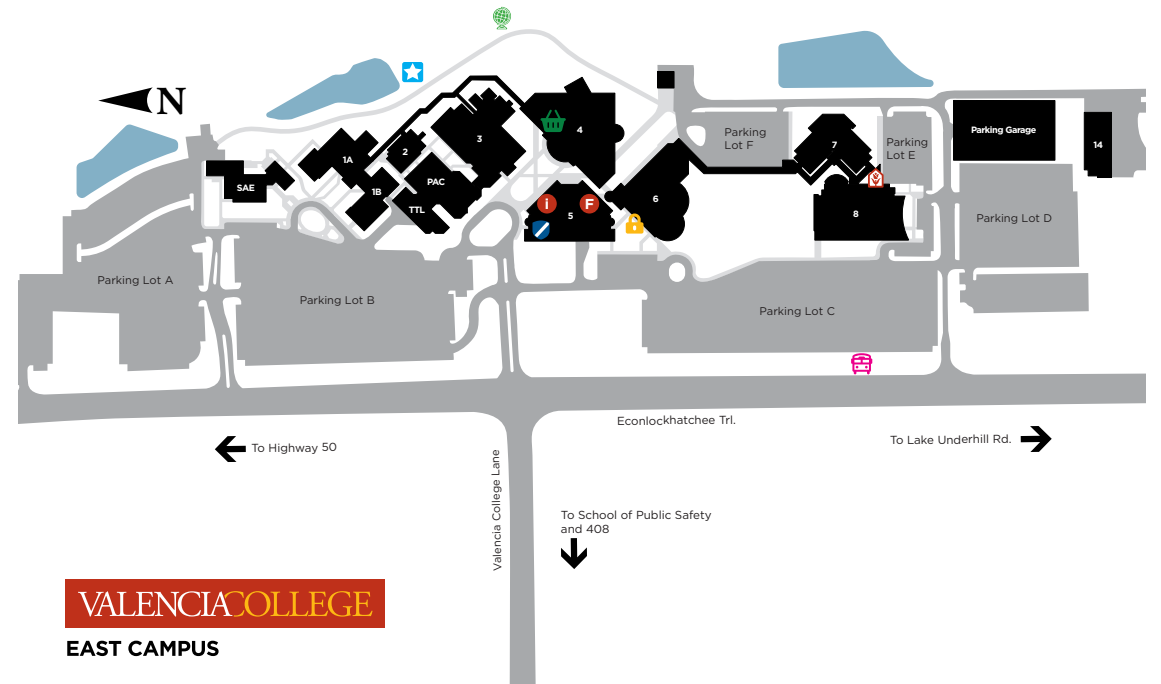 N
Parking
Lot F
Parking
Lot E
Parking Garage
1A
2
3
4
7
14
SAE
1B
PAC
TTL
i
F
5
6
8
Parking Lot D
Parking Lot A
Parking Lot B
Parking Lot C
Econlockhatchee Trl.
To Highway 50
To Lake Underhill Rd.
Valencia College Lane
To School of Public Safety
and 408
VALENCIACOLLEGE
EAST CAMPUS